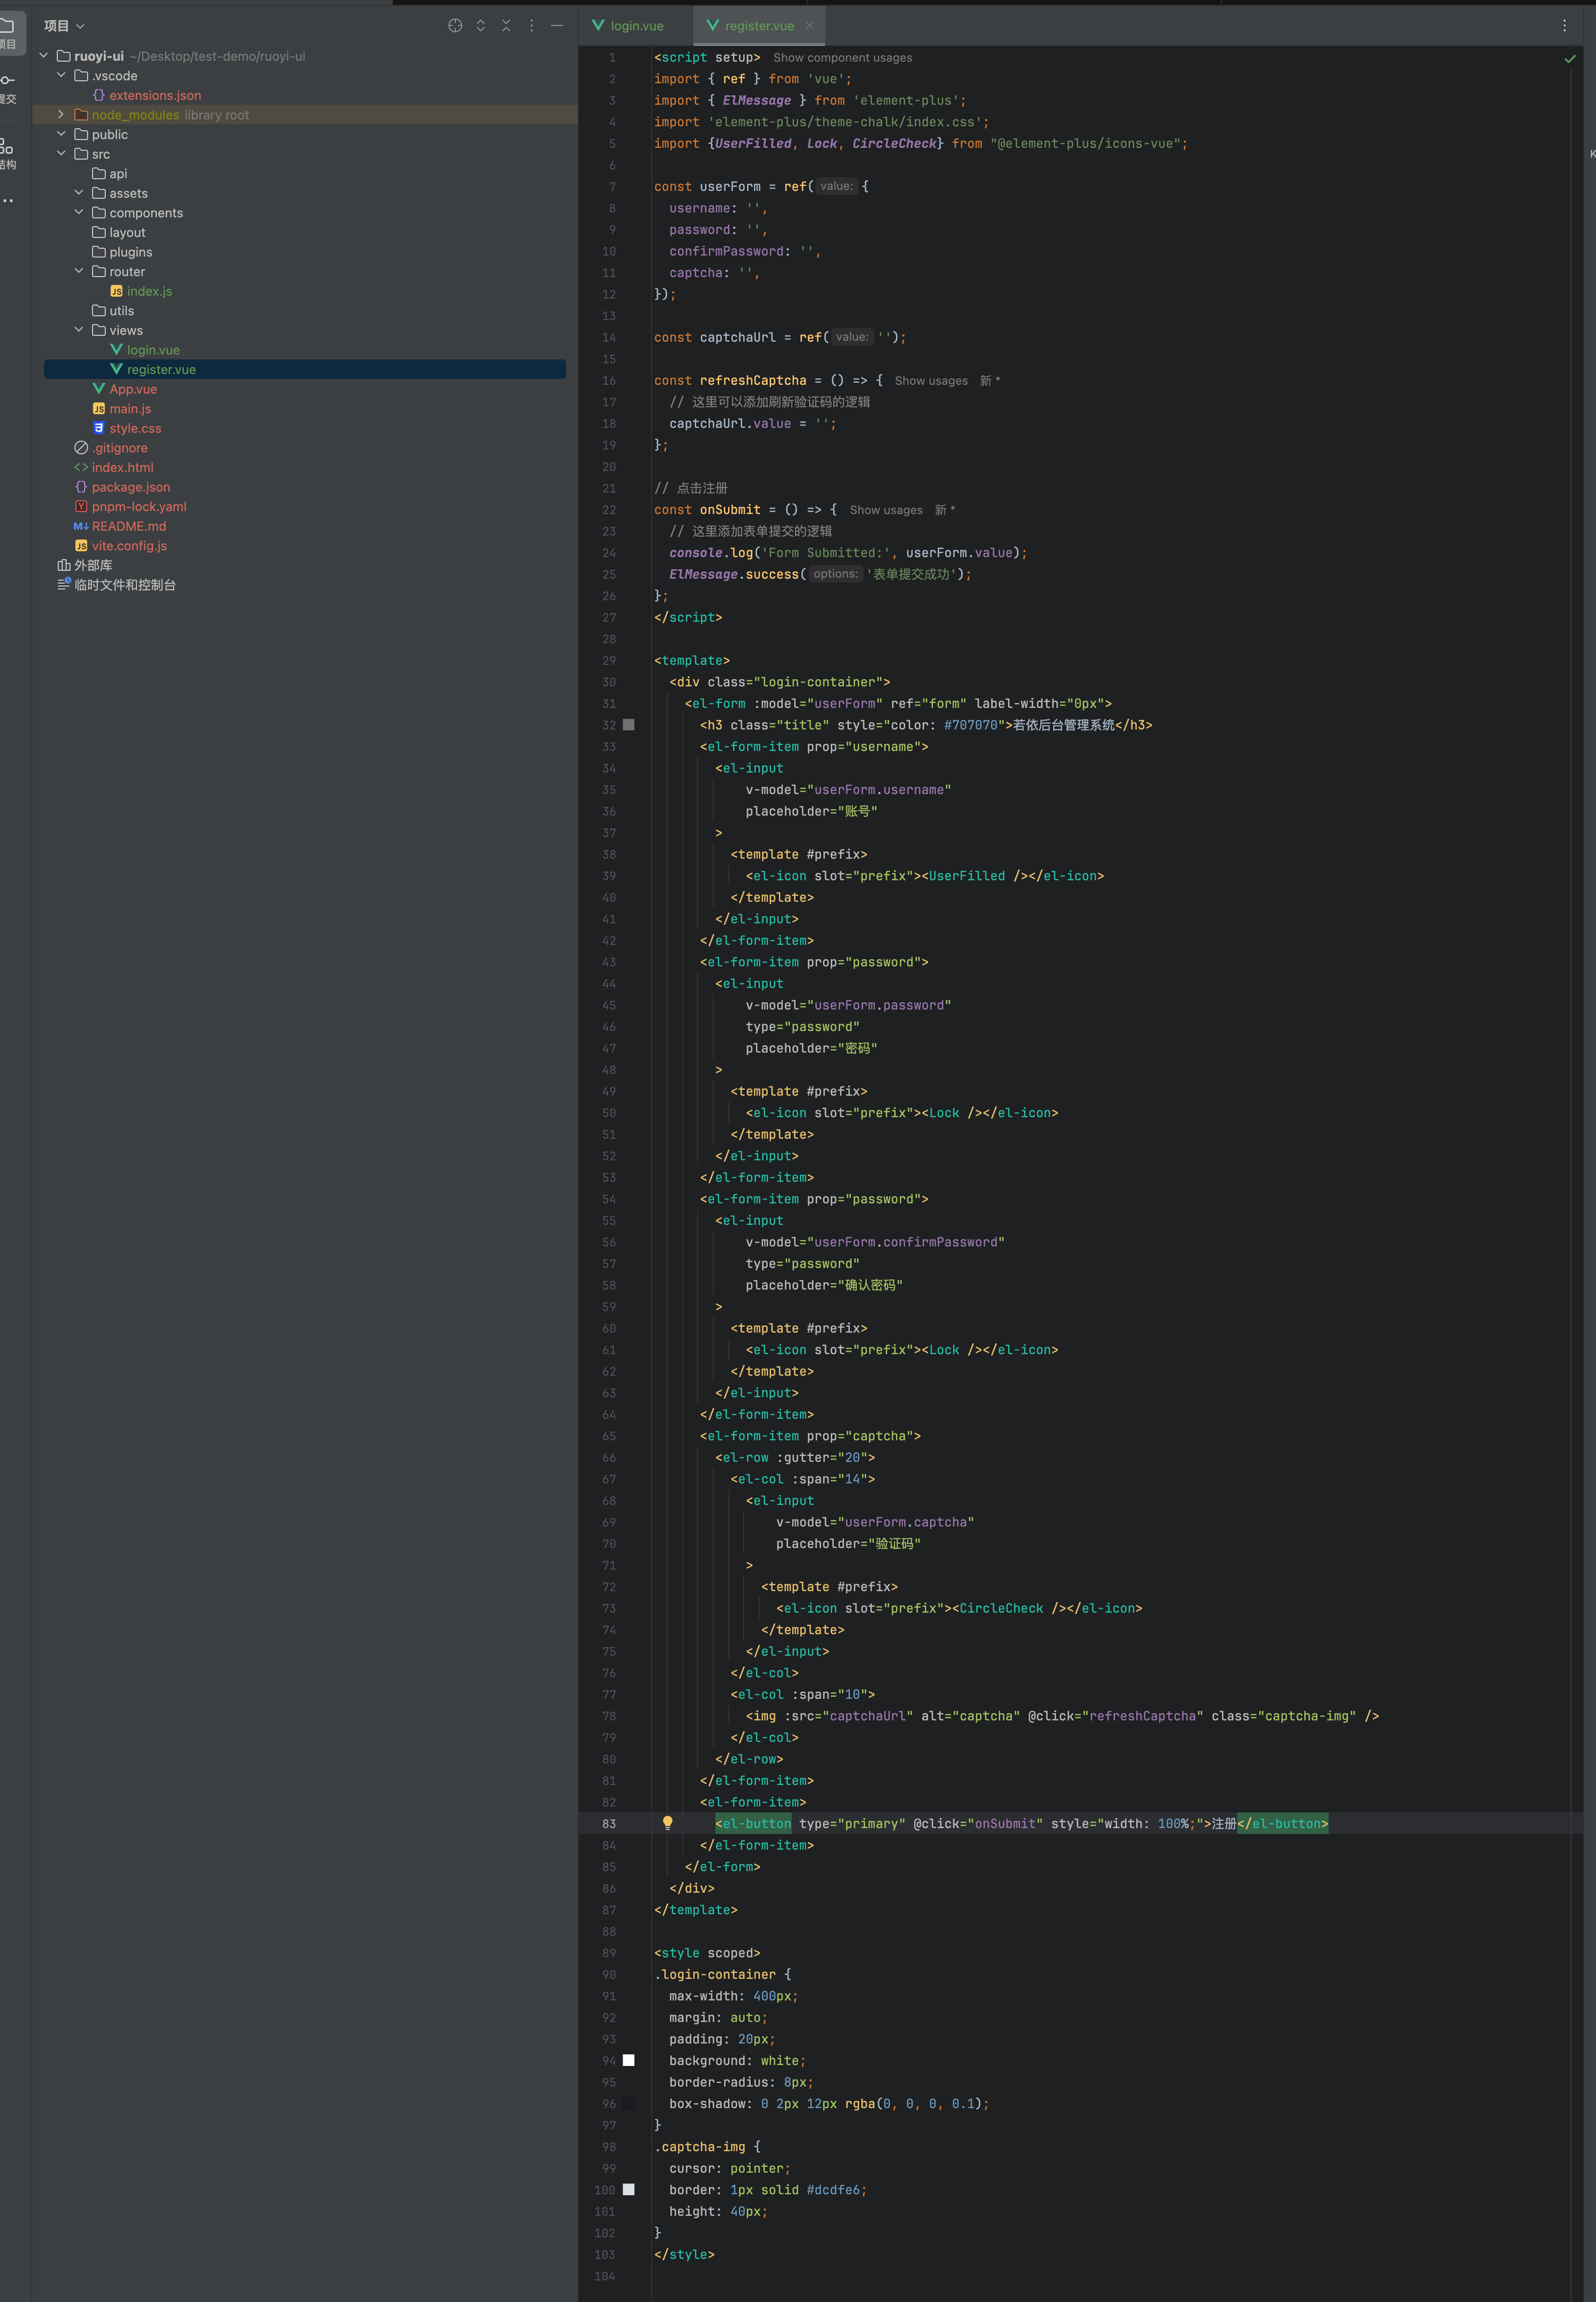 项目
项目
提交
结构
ruoyi-ui ~/Desktop/test-demo/ruoyi-ui
.vscode
extensions.json
node_modules library root
public
src
api
assets
components
layout
plugins
router
index.js
utils
views
login.vue
register.vue
App.vue
main.js
style.css
.gitignore
index.html
package.json
pnpm-lock.yaml
README.md
vite.config.js
外部库
临时文件和控制台
login.vue register.vue
1 <script setup> Show component usages
2 import { ref } from 'vue';
3 import { ElMessage } from 'element-plus';
4 import 'element-plus/theme-chalk/index.css';
5 import {UserFilled, Lock, CircleCheck} from "@element-plus/icons-vue";
6
7 const userForm = ref( value: {
8 username: '',
9 password: '',
10 confirmPassword: '',
11 captcha: '',
12 });
13
14 const captchaUrl = ref( value: '');
15
16 const refreshCaptcha = () => { Show usages 新 *
17 // 这里可以添加刷新验证码的逻辑
18 captchaUrl.value = '';
19 };
20
21 // 点击注册
22 const onSubmit = () => { Show usages 新 *
23 // 这里添加表单提交的逻辑
24 console.log('Form Submitted:', userForm.value);
25 ElMessage.success( options: '表单提交成功');
26 };
27 </script>
28
29 <template>
30 <div class="login-container">
31 <el-form :model="userForm" ref="form" label-width="0px">
32 <h3 class="title" style="color: #707070">若依后台管理系统</h3>
33 <el-form-item prop="username">
34 <el-input
35 v-model="userForm.username"
36 placeholder="账号"
37 >
38 <template #prefix>
39 <el-icon slot="prefix"><UserFilled /></el-icon>
40 </template>
41 </el-input>
42 </el-form-item>
43 <el-form-item prop="password">
44 <el-input
45 v-model="userForm.password"
46 type="password"
47 placeholder="密码"
48 >
49 <template #prefix>
50 <el-icon slot="prefix"><Lock /></el-icon>
51 </template>
52 </el-input>
53 </el-form-item>
54 <el-form-item prop="password">
55 <el-input
56 v-model="userForm.confirmPassword"
57 type="password"
58 placeholder="确认密码"
59 >
60 <template #prefix>
61 <el-icon slot="prefix"><Lock /></el-icon>
62 </template>
63 </el-input>
64 </el-form-item>
65 <el-form-item prop="captcha">
66 <el-row :gutter="20">
67 <el-col :span="14">
68 <el-input
69 v-model="userForm.captcha"
70 placeholder="验证码"
71 >
72 <template #prefix>
73 <el-icon slot="prefix"><CircleCheck /></el-icon>
74 </template>
75 </el-input>
76 </el-col>
77 <el-col :span="10">
78 <img :src="captchaUrl" alt="captcha" @click="refreshCaptcha" class="captcha-img" />
79 </el-col>
80 </el-row>
81 </el-form-item>
82 <el-form-item>
83 <el-button type="primary" @click="onSubmit" style="width: 100%;">注册</el-button>
84 </el-form-item>
85 </el-form>
86 </div>
87 </template>
88
89 <style scoped>
90 .login-container {
91 max-width: 400px;
92 margin: auto;
93 padding: 20px;
94 background: white;
95 border-radius: 8px;
96 box-shadow: 0 2px 12px rgba(0, 0, 0, 0.1);
97 }
98 .captcha-img {
99 cursor: pointer;
100 border: 1px solid #dcdfe6;
101 height: 40px;
102 }
103 </style>
104